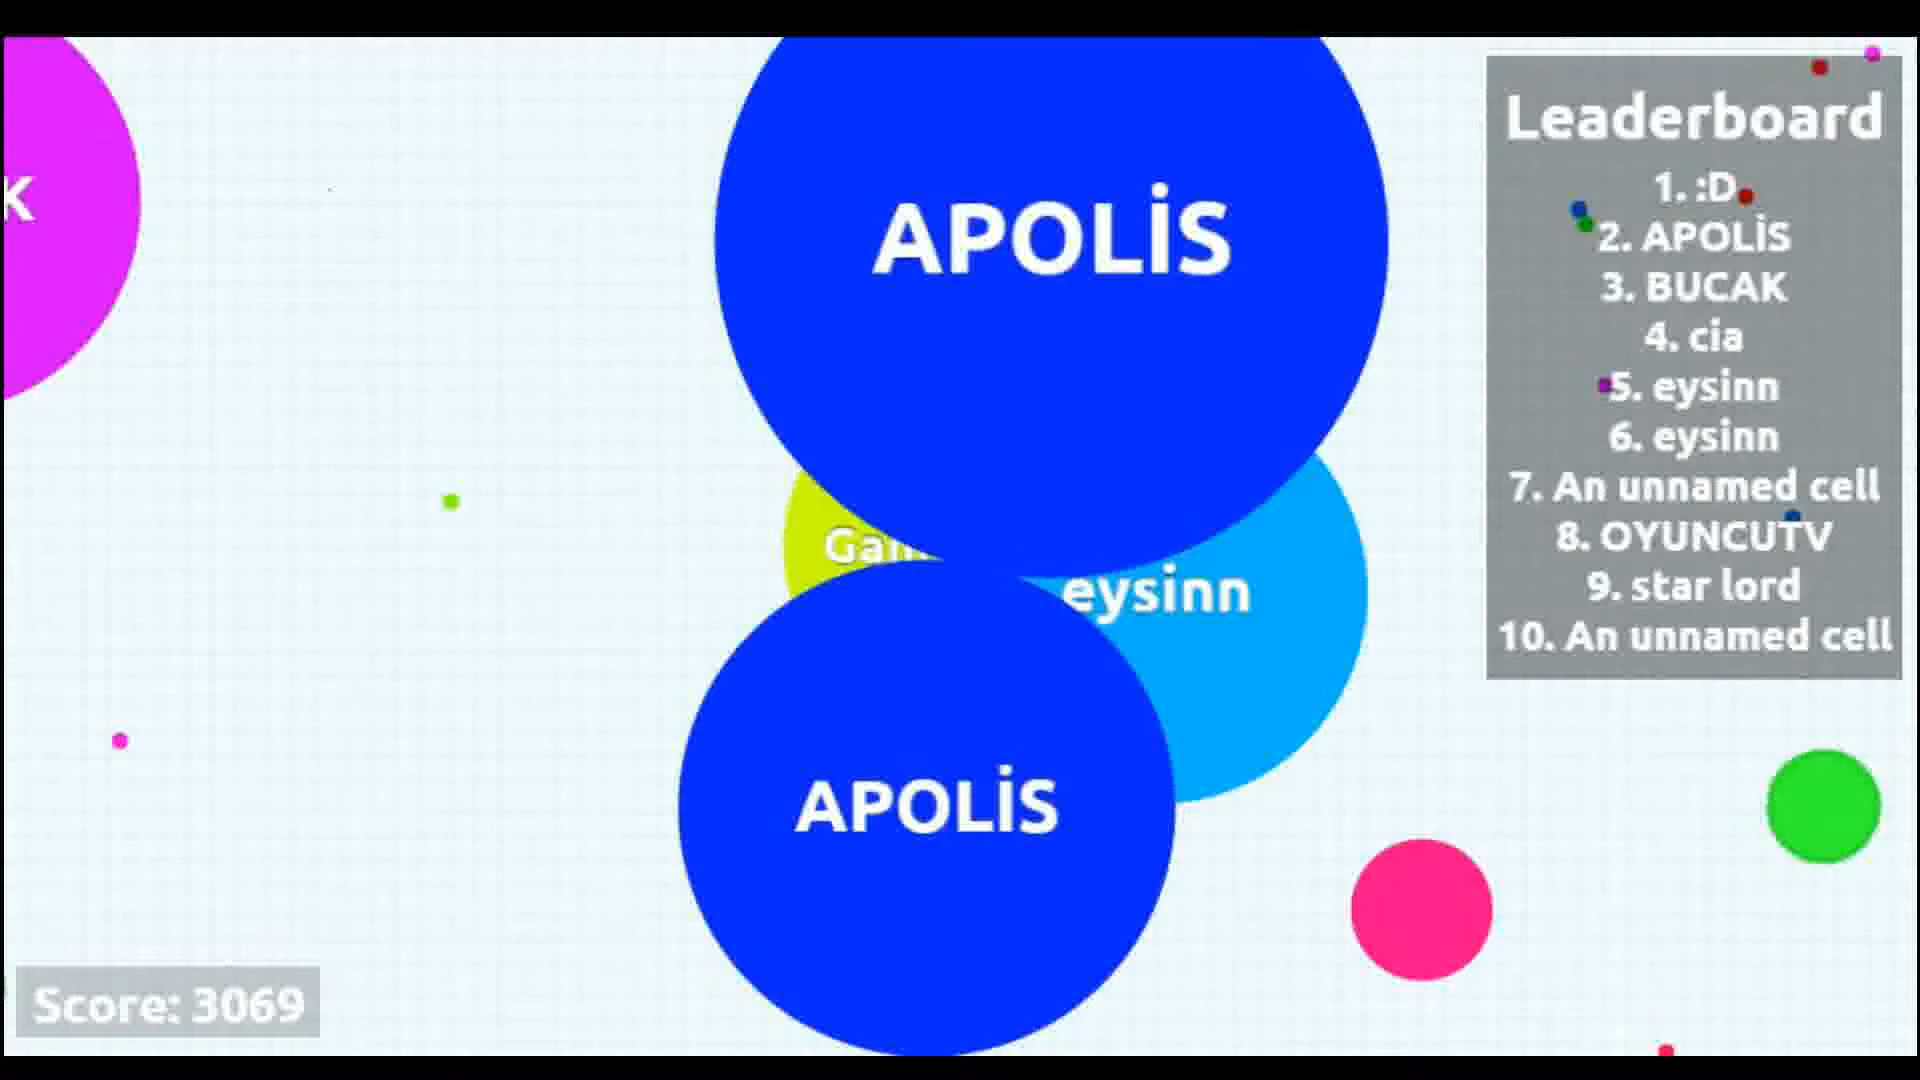 K
APOLİS
Gam
eysinn
APOLİS
Leaderboard
1. :D
2. APOLİS
3. BUCAK
4. cia
5. eysinn
6. eysinn
7. An unnamed cell
8. OYUNCUTV
9. star lord
10. An unnamed cell
Score: 3069